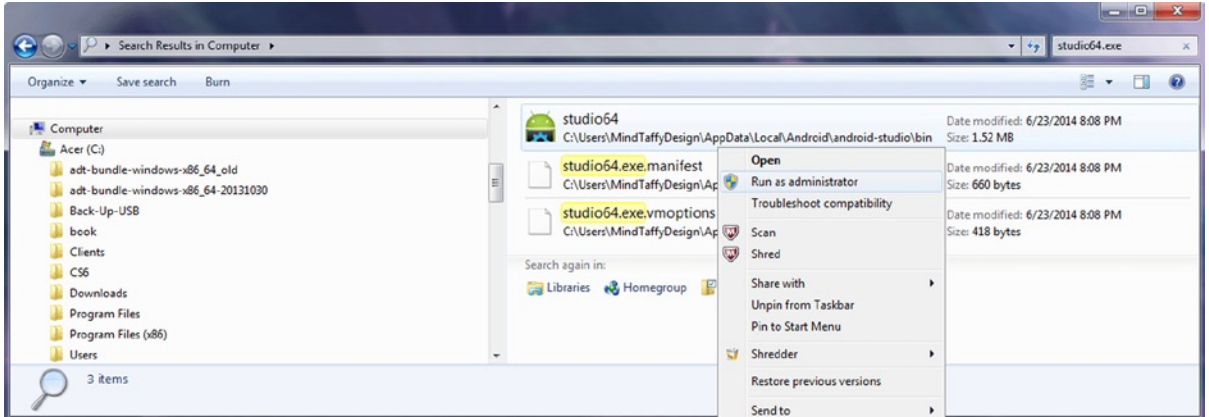 Search Results in Computer
studio64.exe
Organize
Save search
Burn
Computer
Acer (C:)
adt-bundle-windows-x86_64_old
adt-bundle-windows-x86_64-20131030
Back-Up-USB
book
Clients
CS6
Downloads
Program Files
Program Files (x86)
Users
studio64
C:\Users\MindTaffyDesign\AppData\Local\Android\android-studio\bin
Date modified: 6/23/2014 8:08 PM
Size: 1.52 MB
studio64.exe.manifest
C:\Users\MindTaffyDesign\Ap
Date modified: 6/23/2014 8:08 PM
Size: 660 bytes
studio64.exe.vmoptions
C:\Users\MindTaffyDesign\Ap
Date modified: 6/23/2014 8:08 PM
Size: 418 bytes
Search again in:
Libraries
Homegroup
Open
Run as administrator
Troubleshoot compatibility
Scan
Shred
Share with
Unpin from Taskbar
Pin to Start Menu
Shredder
Restore previous versions
Send to
3 items